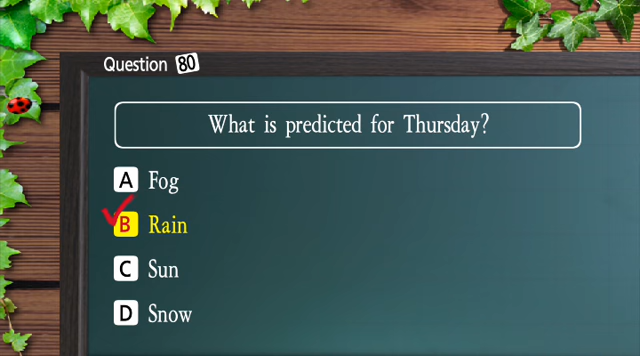 Question 80
What is predicted for Thursday?
A Fog
B Rain
C Sun
D Snow